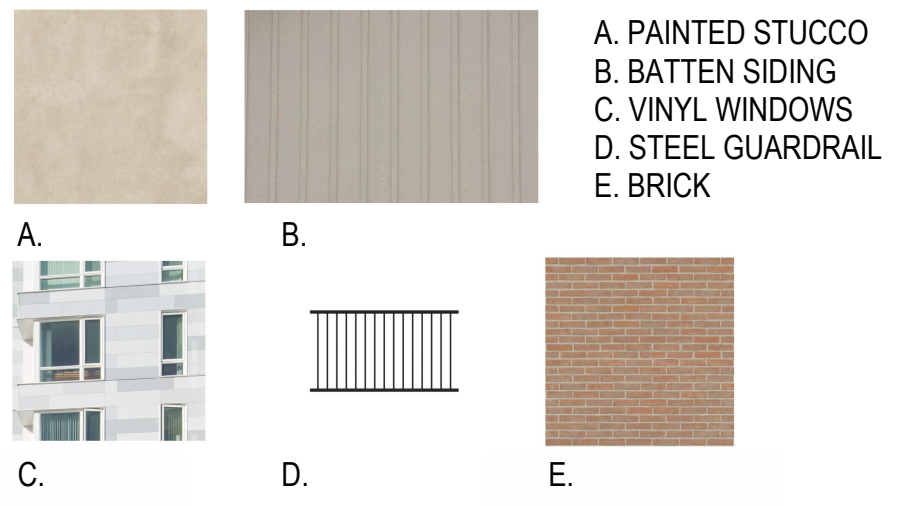 A. PAINTED STUCCO
B. BATTEN SIDING
C. VINYL WINDOWS
D. STEEL GUARDRAIL
E. BRICK
A.
B.
C.
D.
E.